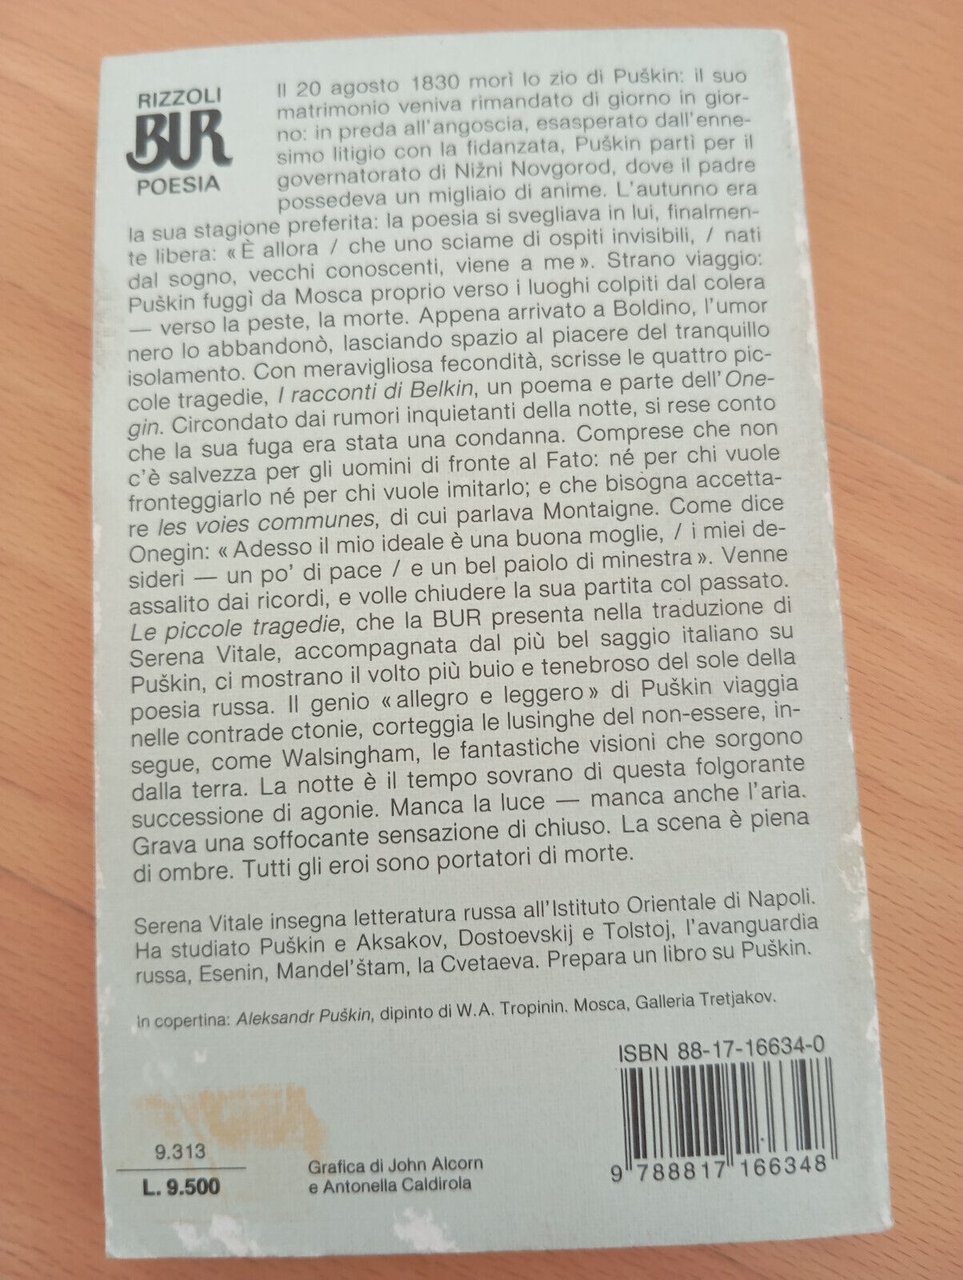 RIZZOLI
BUR
POESIA
Il 20 agosto 1830 morì lo zio di Puškin: il suo
matrimonio veniva rimandato di giorno in gior-
no: in preda all'angoscia, esasperato dall'enne-
simo litigio con la fidanzata, Puškin partì per il
governatorato di Nižni Novgorod, dove il padre
possedeva un migliaio di anime. L'autunno era
la sua stagione preferita: la poesia si svegliava in lui, finalmen-
te libera: «È allora / che uno sciame di ospiti invisibili, / nati
dal sogno, vecchi conoscenti, viene a me». Strano viaggio:
Puškin fuggì da Mosca proprio verso i luoghi colpiti dal colera
— verso la peste, la morte. Appena arrivato a Boldino, l'umor
nero lo abbandonò, lasciando spazio al piacere del tranquillo
isolamento. Con meravigliosa fecondità, scrisse le quattro pic-
cole tragedie, I racconti di Belkin, un poema e parte dell'One-
gin. Circondato dai rumori inquietanti della notte, si rese conto
che la sua fuga era stata una condanna. Comprese che non
c'è salvezza per gli uomini di fronte al Fato: né per chi vuole
fronteggiarlo né per chi vuole imitarlo; e che bisogna accetta-
re les voies communes, di cui parlava Montaigne. Come dice
Onegin: «Adesso il mio ideale è una buona moglie, / i miei de-
sideri — un po' di pace / e un bel paiolo di minestra». Venne
assalito dai ricordi, e volle chiudere la sua partita col passato.
Le piccole tragedie, che la BUR presenta nella traduzione di
Serena Vitale, accompagnata dal più bel saggio italiano su
Puškin, ci mostrano il volto più buio e tenebroso del sole della
poesia russa. Il genio «allegro e leggero» di Puškin viaggia
nelle contrade ctonie, corteggia le lusinghe del non-essere, in-
segue, come Walsingham, le fantastiche visioni che sorgono
dalla terra. La notte è il tempo sovrano di questa folgorante
successione di agonie. Manca la luce — manca anche l'aria.
Grava una soffocante sensazione di chiuso. La scena è piena
di ombre. Tutti gli eroi sono portatori di morte.
Serena Vitale insegna letteratura russa all'Istituto Orientale di Napoli.
Ha studiato Puškin e Aksakov, Dostoevskij e Tolstoj, l'avanguardia
russa, Esenin, Mandel'štam, la Cvetaeva. Prepara un libro su Puškin.
In copertina: Aleksandr Puškin, dipinto di W.A. Tropinin. Mosca, Galleria Tretjakov.
ISBN 88-17-16634-0
9 788817 166348
9.313
L. 9.500
Grafica di John Alcorn
e Antonella Caldirola